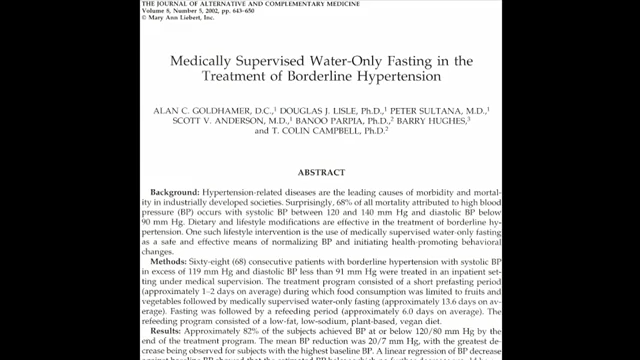 THE JOURNAL OF ALTERNATIVE AND COMPLEMENTARY MEDICINE
Volume 8, Number 5, 2002, pp. 643–650
© Mary Ann Liebert, Inc.
Medically Supervised Water-Only Fasting in the
Treatment of Borderline Hypertension
ALAN C. GOLDHAMER, D.C.,1 DOUGLAS J. LISLE, Ph.D.,1 PETER SULTANA, M.D.,1
SCOTT V. ANDERSON, M.D.,1 BANOO PARPIA, Ph.D.,2 BARRY HUGHES,3
and T. COLIN CAMPBELL, Ph.D.2
ABSTRACT
Background: Hypertension-related diseases are the leading causes of morbidity and mortal-
ity in industrially developed societies. Surprisingly, 68% of all mortality attributed to high blood
pressure (BP) occurs with systolic BP between 120 and 140 mm Hg and diastolic BP below
90 mm Hg. Dietary and lifestyle modifications are effective in the treatment of borderline hy-
pertension. One such lifestyle intervention is the use of medically supervised water-only fasting
as a safe and effective means of normalizing BP and initiating health-promoting behavioral
changes.
Methods: Sixty-eight (68) consecutive patients with borderline hypertension with systolic BP
in excess of 119 mm Hg and diastolic BP less than 91 mm Hg were treated in an inpatient set-
ting under medical supervision. The treatment program consisted of a short prefasting period
(approximately 1–2 days on average) during which food consumption was limited to fruits and
vegetables followed by medically supervised water-only fasting (approximately 13.6 days on av-
erage). Fasting was followed by a refeeding period (approximately 6.0 days on average). The
refeeding program consisted of a low-fat, low-sodium, plant-based, vegan diet.
Results: Approximately 82% of the subjects achieved BP at or below 120/80 mm Hg by the
end of the treatment program. The mean BP reduction was 20/7 mm Hg, with the greatest de-
crease being observed for subjects with the highest baseline BP. A linear regression of BP decrease